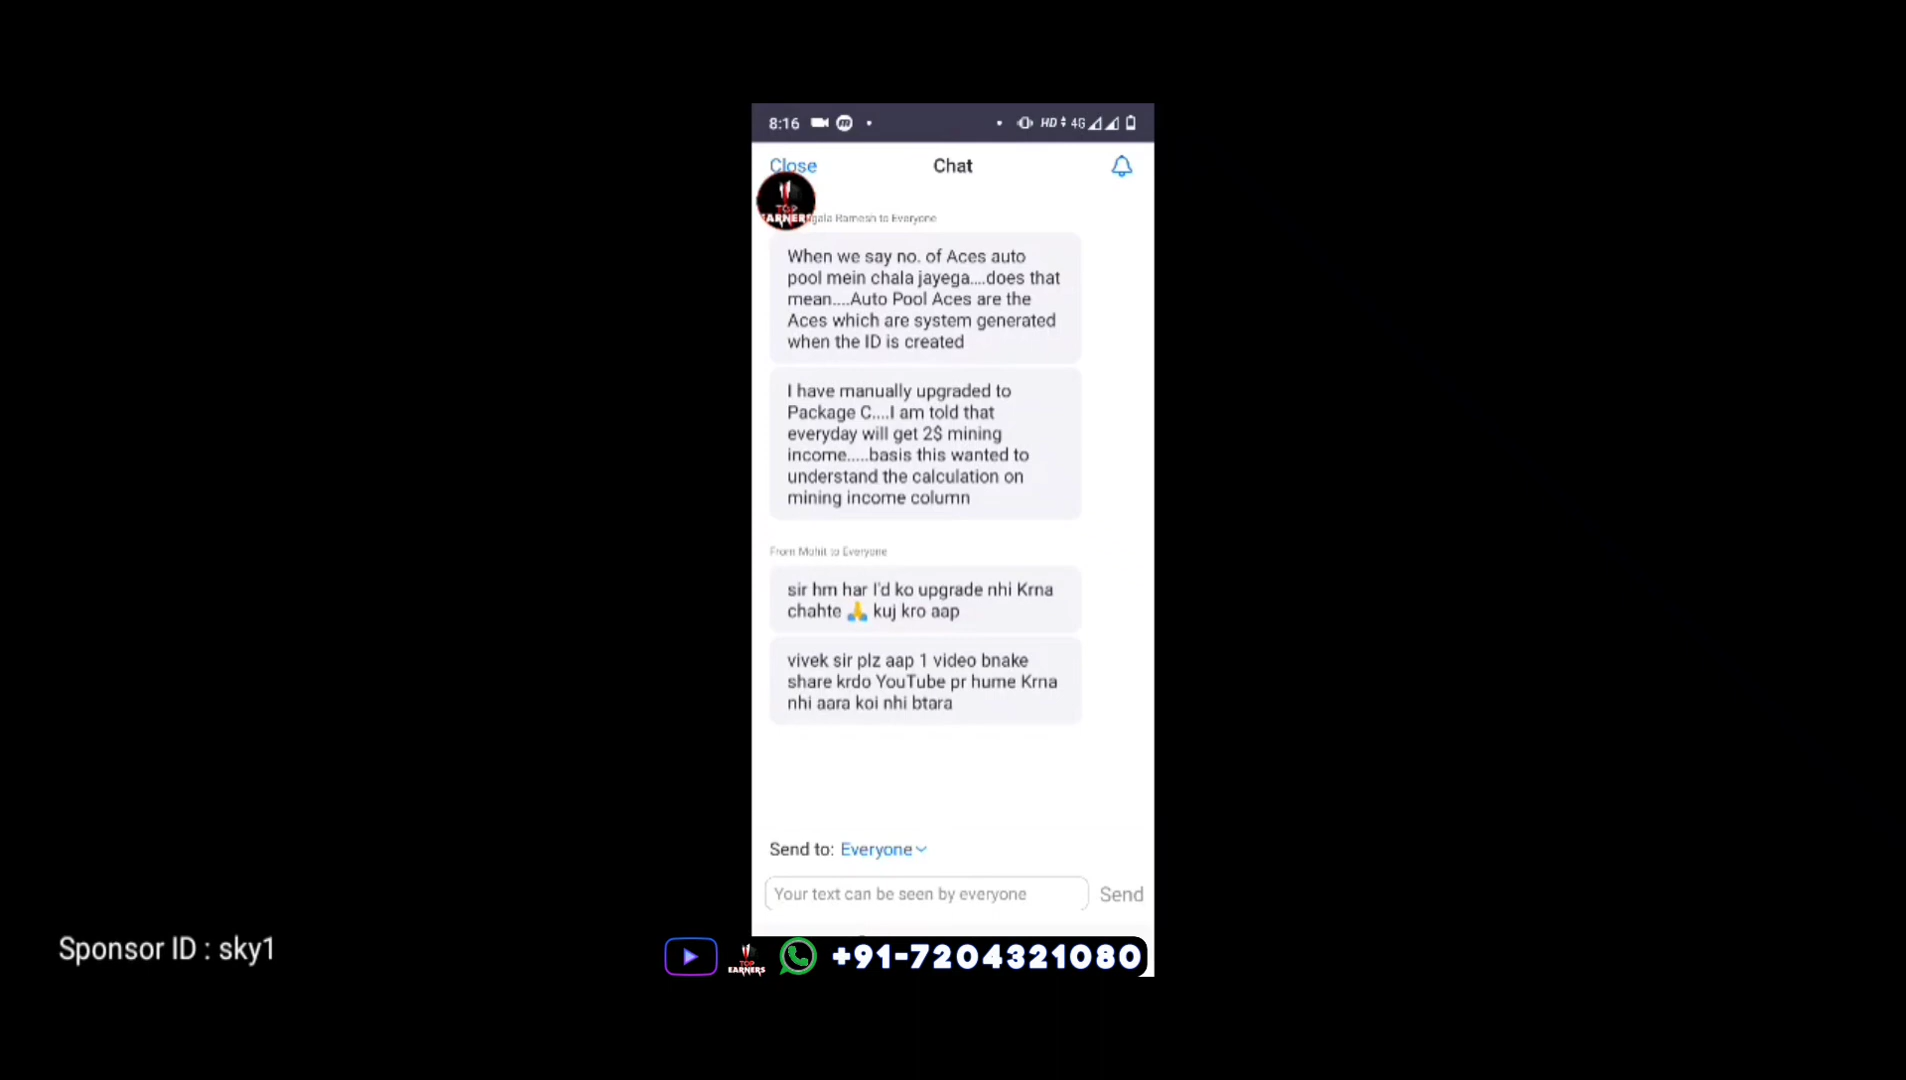 8:16
HD 4G
Close
Chat
TOP
EARNERS
gala Ramesh to Everyone
When we say no. of Aces auto
pool mein chala jayega....does that
mean....Auto Pool Aces are the
Aces which are system generated
when the ID is created
I have manually upgraded to
Package C....I am told that
everyday will get 2$ mining
income.....basis this wanted to
understand the calculation on
mining income column
From Mohit to Everyone
sir hm har I'd ko upgrade nhi Krna
chahte 🙏 kuj kro aap
vivek sir plz aap 1 video bnake
share krdo YouTube pr hume Krna
nhi aara koi nhi btara
Send to: Everyone
Your text can be seen by everyone
Send
Sponsor ID : sky1
TOP
EARNERS
+91-7204321080